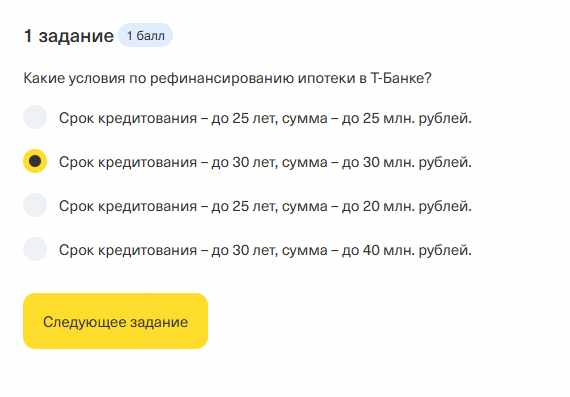 1 задание 1 балл
Какие условия по рефинансированию ипотеки в Т-Банке?
Срок кредитования – до 25 лет, сумма – до 25 млн. рублей.
Срок кредитования – до 30 лет, сумма – до 30 млн. рублей.
Срок кредитования – до 25 лет, сумма – до 20 млн. рублей.
Срок кредитования – до 30 лет, сумма – до 40 млн. рублей.
Следующее задание